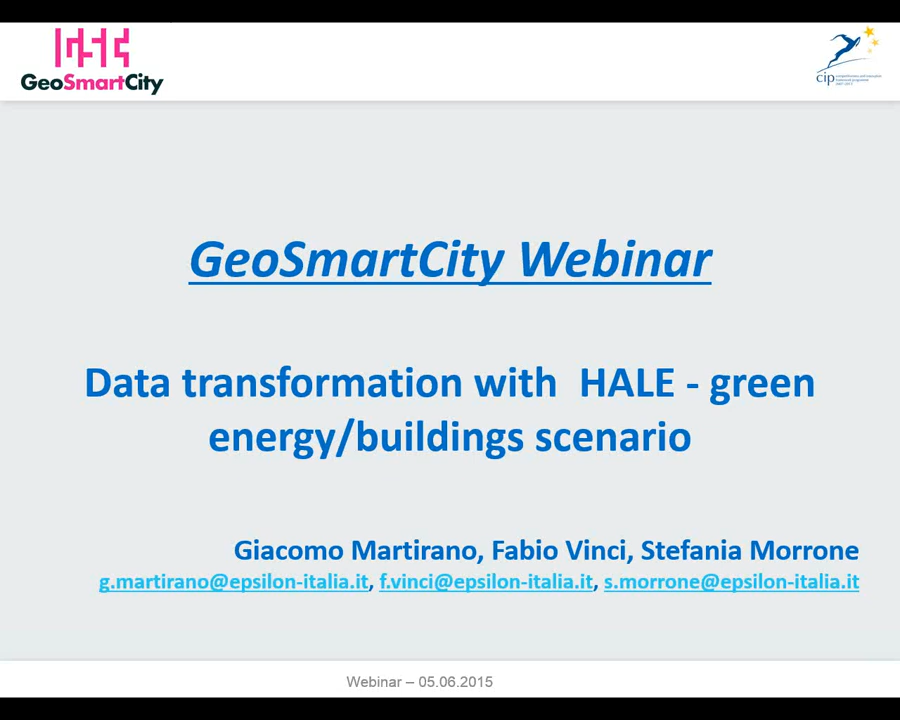 GeoSmartCity
cip
GeoSmartCity Webinar
Data transformation with HALE - green
energy/buildings scenario
Giacomo Martirano, Fabio Vinci, Stefania Morrone
g.martirano@epsilon-italia.it, f.vinci@epsilon-italia.it, s.morrone@epsilon-italia.it
Webinar – 05.06.2015